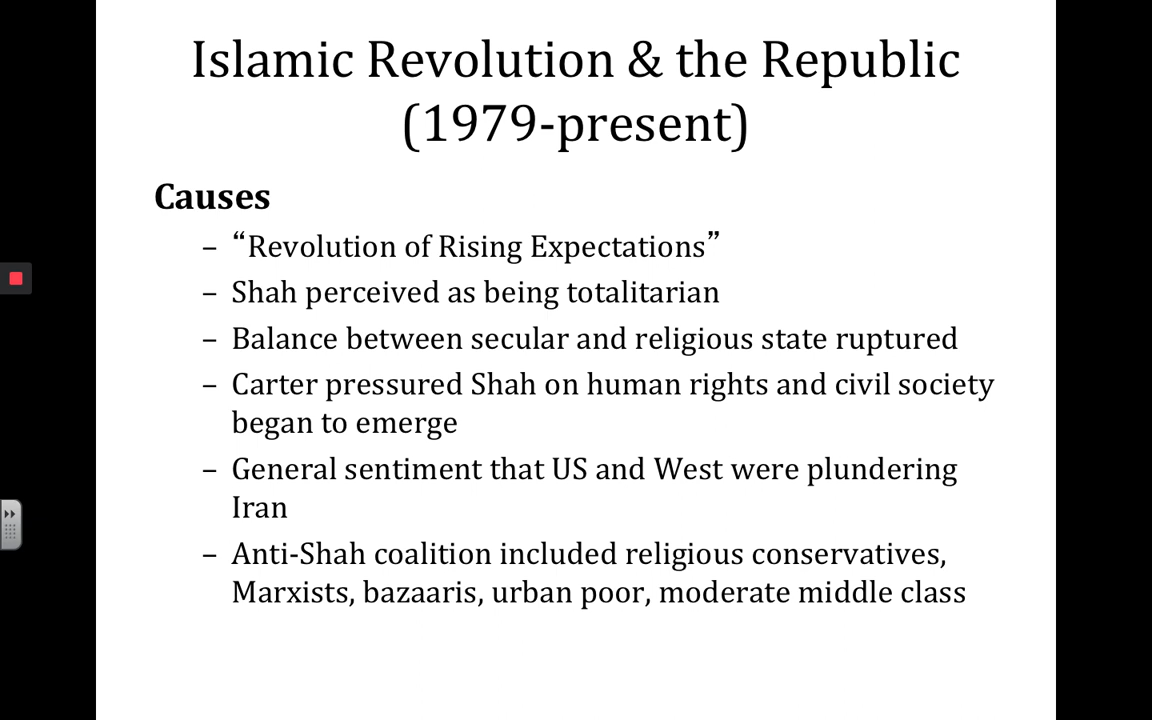 Islamic Revolution & the Republic
(1979-present)
Causes
– “Revolution of Rising Expectations”
– Shah perceived as being totalitarian
– Balance between secular and religious state ruptured
– Carter pressured Shah on human rights and civil society
began to emerge
– General sentiment that US and West were plundering
Iran
– Anti-Shah coalition included religious conservatives,
Marxists, bazaaris, urban poor, moderate middle class